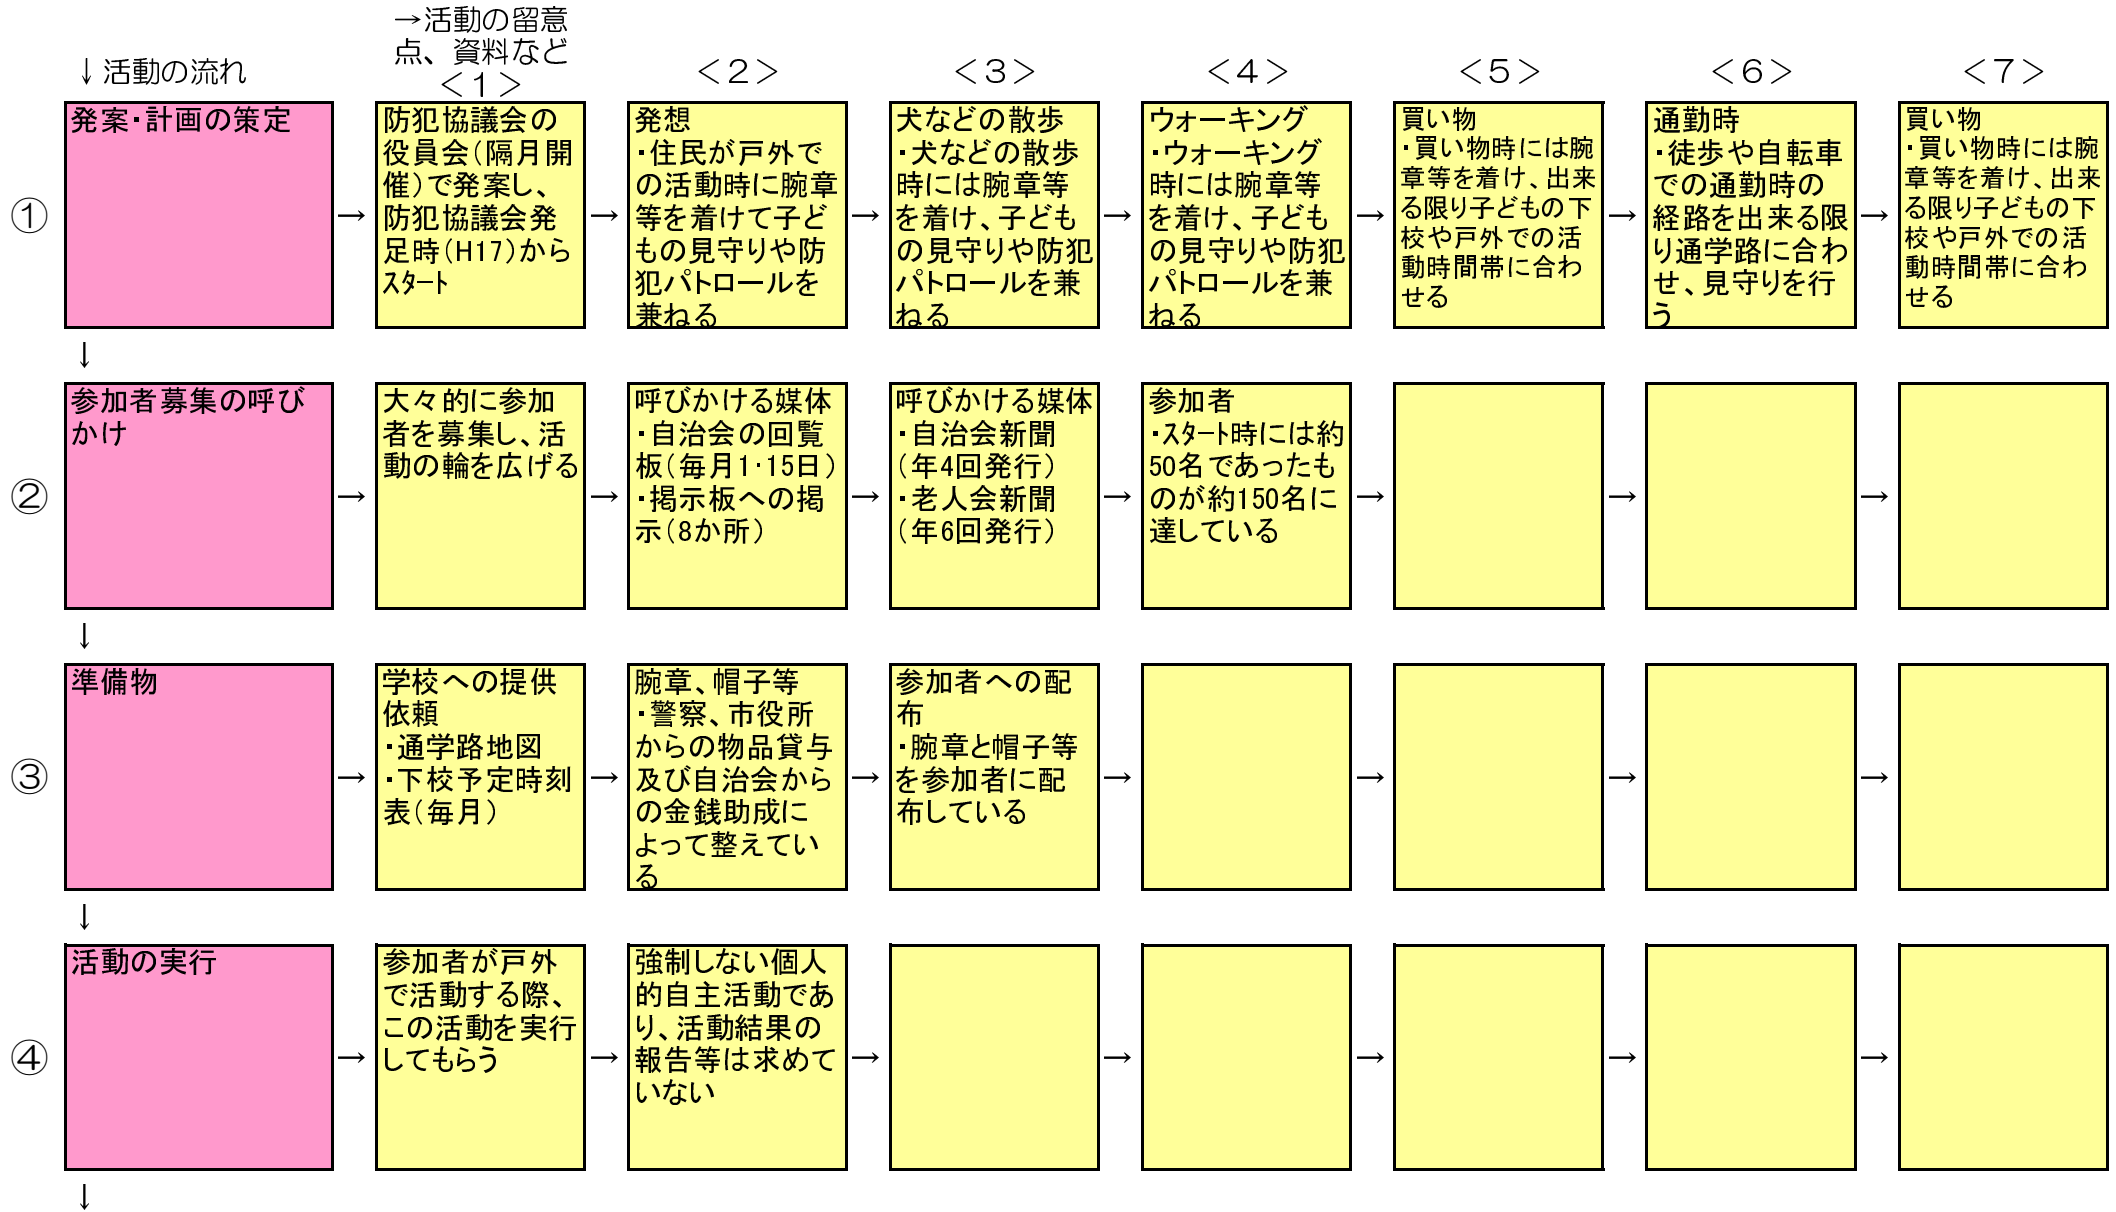 ↓活動の流れ
→活動の留意
点、資料など
＜１＞
＜２＞
＜３＞
＜４＞
＜５＞
＜６＞
＜７＞
①
発案・計画の策定
→
防犯協議会の
役員会（隔月開
催）で発案し、
防犯協議会発
足時（H17）から
ｽﾀｰﾄ
→
発想
・住民が戸外で
の活動時に腕章
等を着けて子ど
もの見守りや防
犯パトロールを
兼ねる
→
犬などの散歩
・犬などの散歩
時には腕章等
を着け、子ども
の見守りや防犯
パトロールを兼
ねる
→
ウォーキング
・ウォーキング
時には腕章等
を着け、子ども
の見守りや防犯
パトロールを兼
ねる
→
買い物
・買い物時には腕
章等を着け、出来
る限り子どもの下
校や戸外での活
動時間帯に合わ
せる
→
通勤時
・徒歩や自転車
での通勤時の
経路を出来る限
り通学路に合わ
せ、見守りを行
う
→
買い物
・買い物時には腕
章等を着け、出来
る限り子どもの下
校や戸外での活
動時間帯に合わ
せる
↓
②
参加者募集の呼び
かけ
→
大々的に参加
者を募集し、活
動の輪を広げる
→
呼びかける媒体
・自治会の回覧
板（毎月1・15日）
・掲示板への掲
示（8か所）
→
呼びかける媒体
・自治会新聞
（年4回発行）
・老人会新聞
（年6回発行）
→
参加者
・ｽﾀｰﾄ時には約
50名であったも
のが約150名に
達している
→
→
→
↓
③
準備物
→
学校への提供
依頼
・通学路地図
・下校予定時刻
表（毎月）
→
腕章、帽子等
・警察、市役所
からの物品貸与
及び自治会から
の金銭助成に
よって整えてい
る
→
参加者への配
布
・腕章と帽子等
を参加者に配
布している
→
→
→
→
↓
④
活動の実行
→
参加者が戸外
で活動する際、
この活動を実行
してもらう
→
強制しない個人
的自主活動であ
り、活動結果の
報告等は求めて
いない
→
→
→
→
→
↓